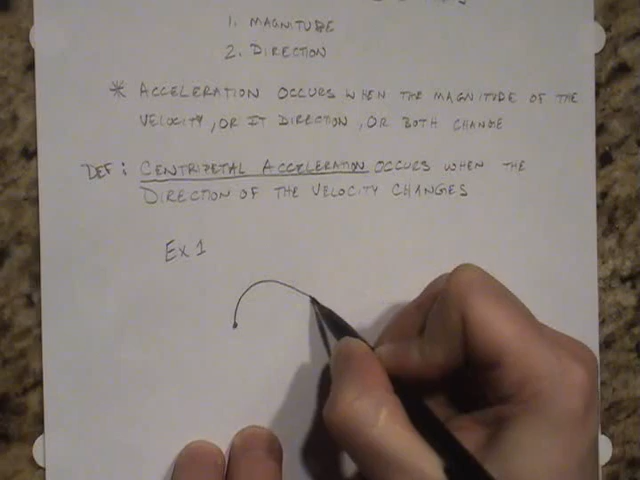 1. MAGNITUDE
2. DIRECTION
* ACCELERATION OCCURS WHEN THE MAGNITUDE OF THE
VELOCITY, OR IT DIRECTION, OR BOTH CHANGE
DEF: CENTRIPETAL ACCELERATION OCCURS WHEN THE
DIRECTION OF THE VELOCITY CHANGES
Ex 1